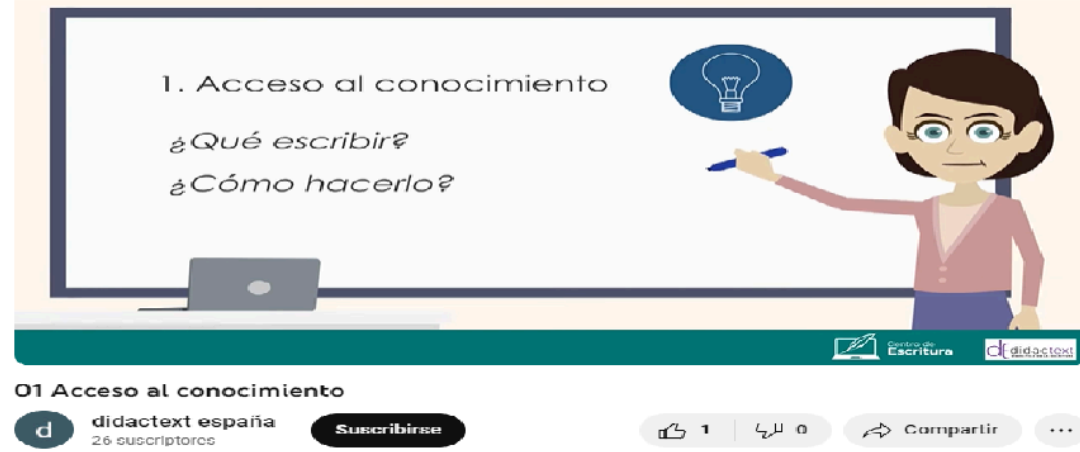 1. Acceso al conocimiento
¿Qué escribir?
¿Cómo hacerlo?
Centro de
Escritura
didactext
01 Acceso al conocimiento
d
didactext españa
26 suscriptores
Suscribirse
1
0
Compartir